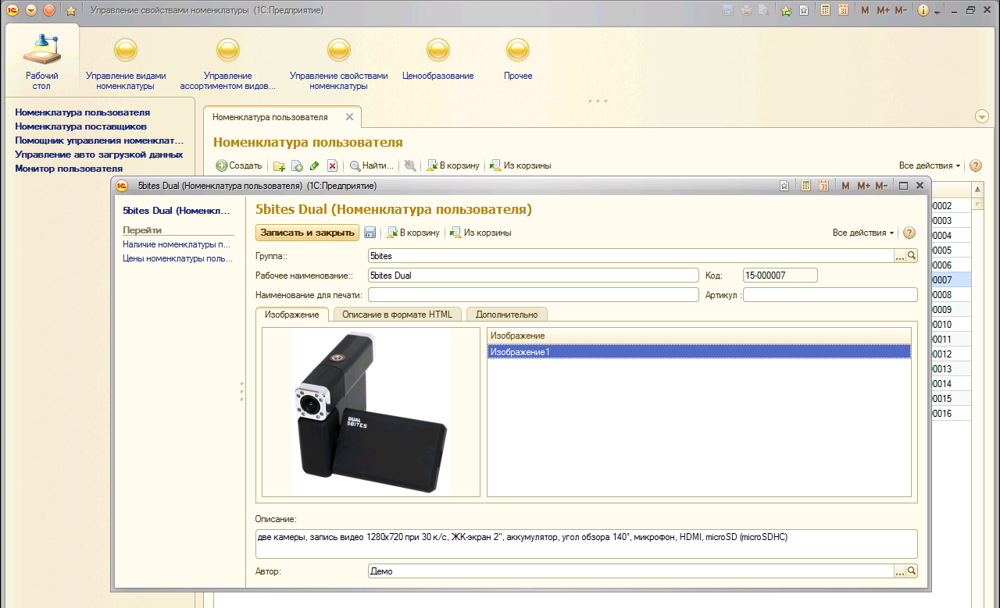 Управление свойствами номенклатуры (1С:Предприятие)
M M+ M-
Рабочий
стол
Управление видами
номенклатуры
Управление
ассортиментом видов...
Управление свойствами
номенклатуры
Ценообразование
Прочее
Номенклатура пользователя
Номенклатура поставщиков
Помощник управления номенклат...
Управление авто загрузкой данных
Монитор пользователя
Номенклатура пользователя
Номенклатура пользователя
Создать Найти... В корзину Из корзины Все действия
5bites Dual (Номенклатура пользователя) (1С:Предприятие) M M+ M-
5bites Dual (Номенкл...
Перейти
Наличие номенклатуры п...
Цены номенклатуры поль...
5bites Dual (Номенклатура пользователя)
Записать и закрыть В корзину Из корзины Все действия
Группа:: 5bites
Рабочее наименование:: 5bites Dual Код: 15-000007
Наименование для печати: Артикул :
Изображение Описание в формате HTML Дополнительно
DUAL
5BITES
Изображение
Изображение1
Описание:
две камеры, запись видео 1280x720 при 30 к/с, ЖК-экран 2", аккумулятор, угол обзора 140°, микрофон, HDMI, microSD (microSDHC)
Автор: Демо
00002
00003
00004
00005
00006
00007
00008
00009
00010
00011
00012
00013
00014
00015
00016